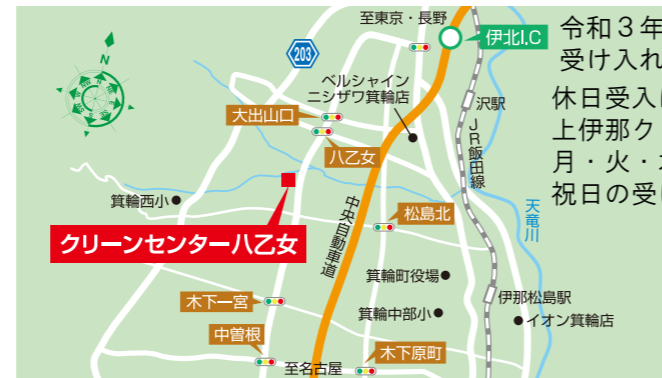 至東京・長野
伊北I.C
令和３年
受け入れ
203
N
ベルシャイン
ニシザワ箕輪店
沢駅
休日受入
大出山口
上伊那ク
八乙女
JR飯田線
月・火・
祝日の受
箕輪西小
中央自動車道
松島北
天竜川
クリーンセンター八乙女
箕輪町役場
木下一宮
伊那松島駅
箕輪中部小
イオン箕輪店
中曽根
木下原町
至名古屋